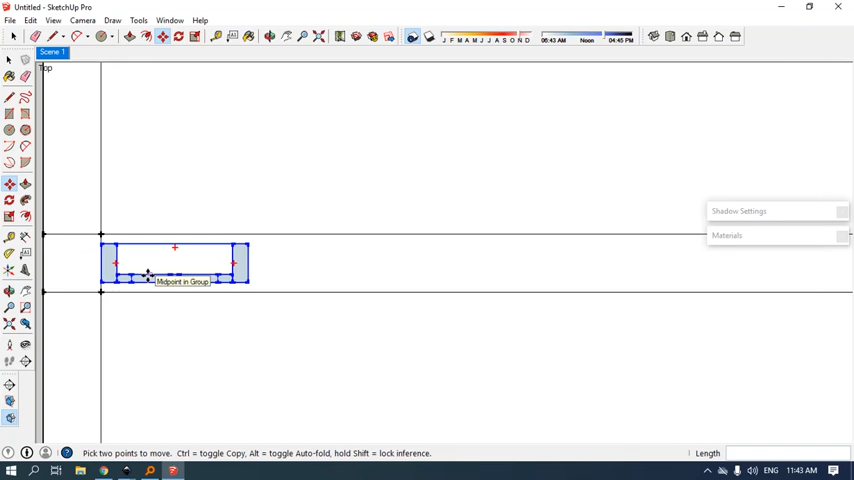 Untitled - SketchUp Pro
File Edit View Camera Draw Tools Window Help
J F M A M J J A S O N D
06:43 AM Noon 04:45 PM
Scene 1
Top
Shadow Settings
Materials
Midpoint in Group
Pick two points to move. Ctrl = toggle Copy, Alt = toggle Auto-fold, hold Shift = lock inference.
Length
ENG
11:43 AM